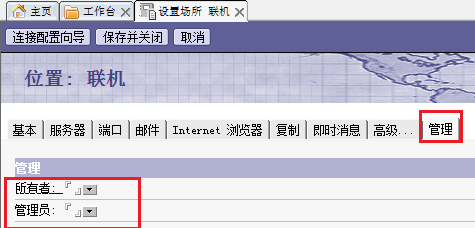 主页 工作台 设置场所 联机
连接配置向导 保存并关闭 取消
位置: 联机
基本 服务器 端口 邮件 Internet 浏览器 复制 即时消息 高级... 管理
管理
所有者: 『 』
管理员: 『 』